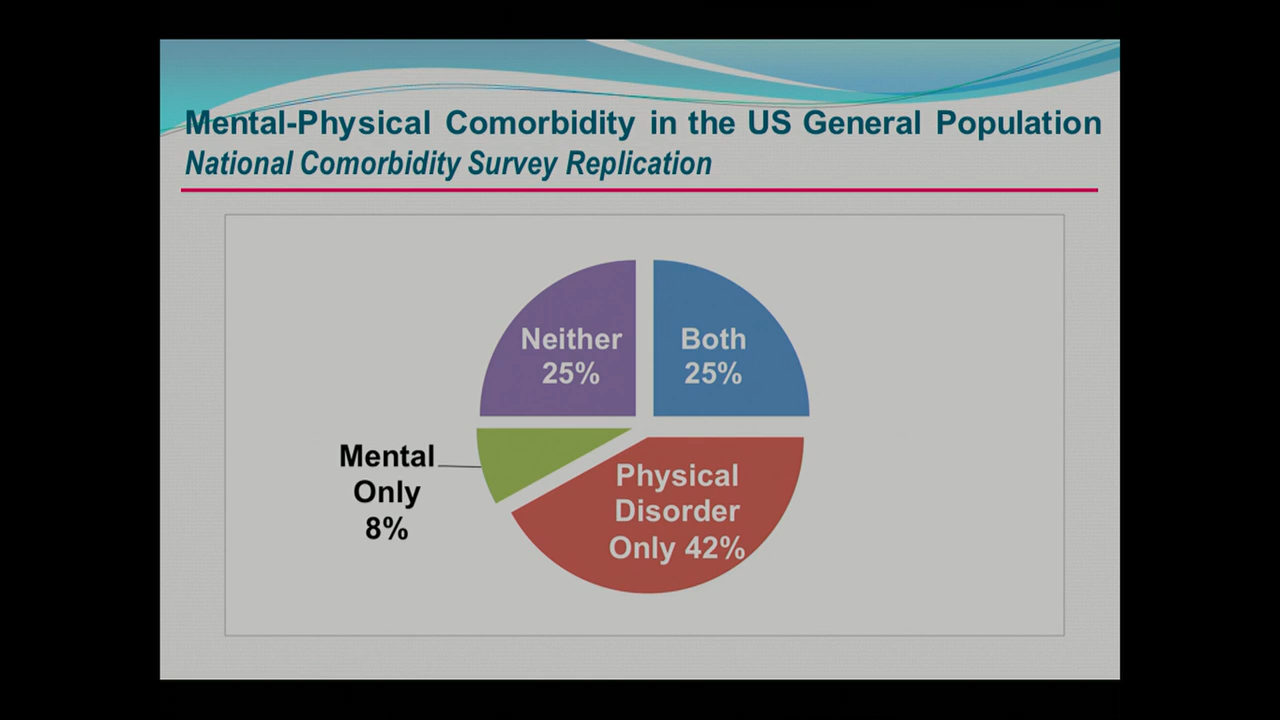 Mental-Physical Comorbidity in the US General Population
National Comorbidity Survey Replication
Neither
25%
Both
25%
Mental
Only
8%
Physical
Disorder
Only 42%